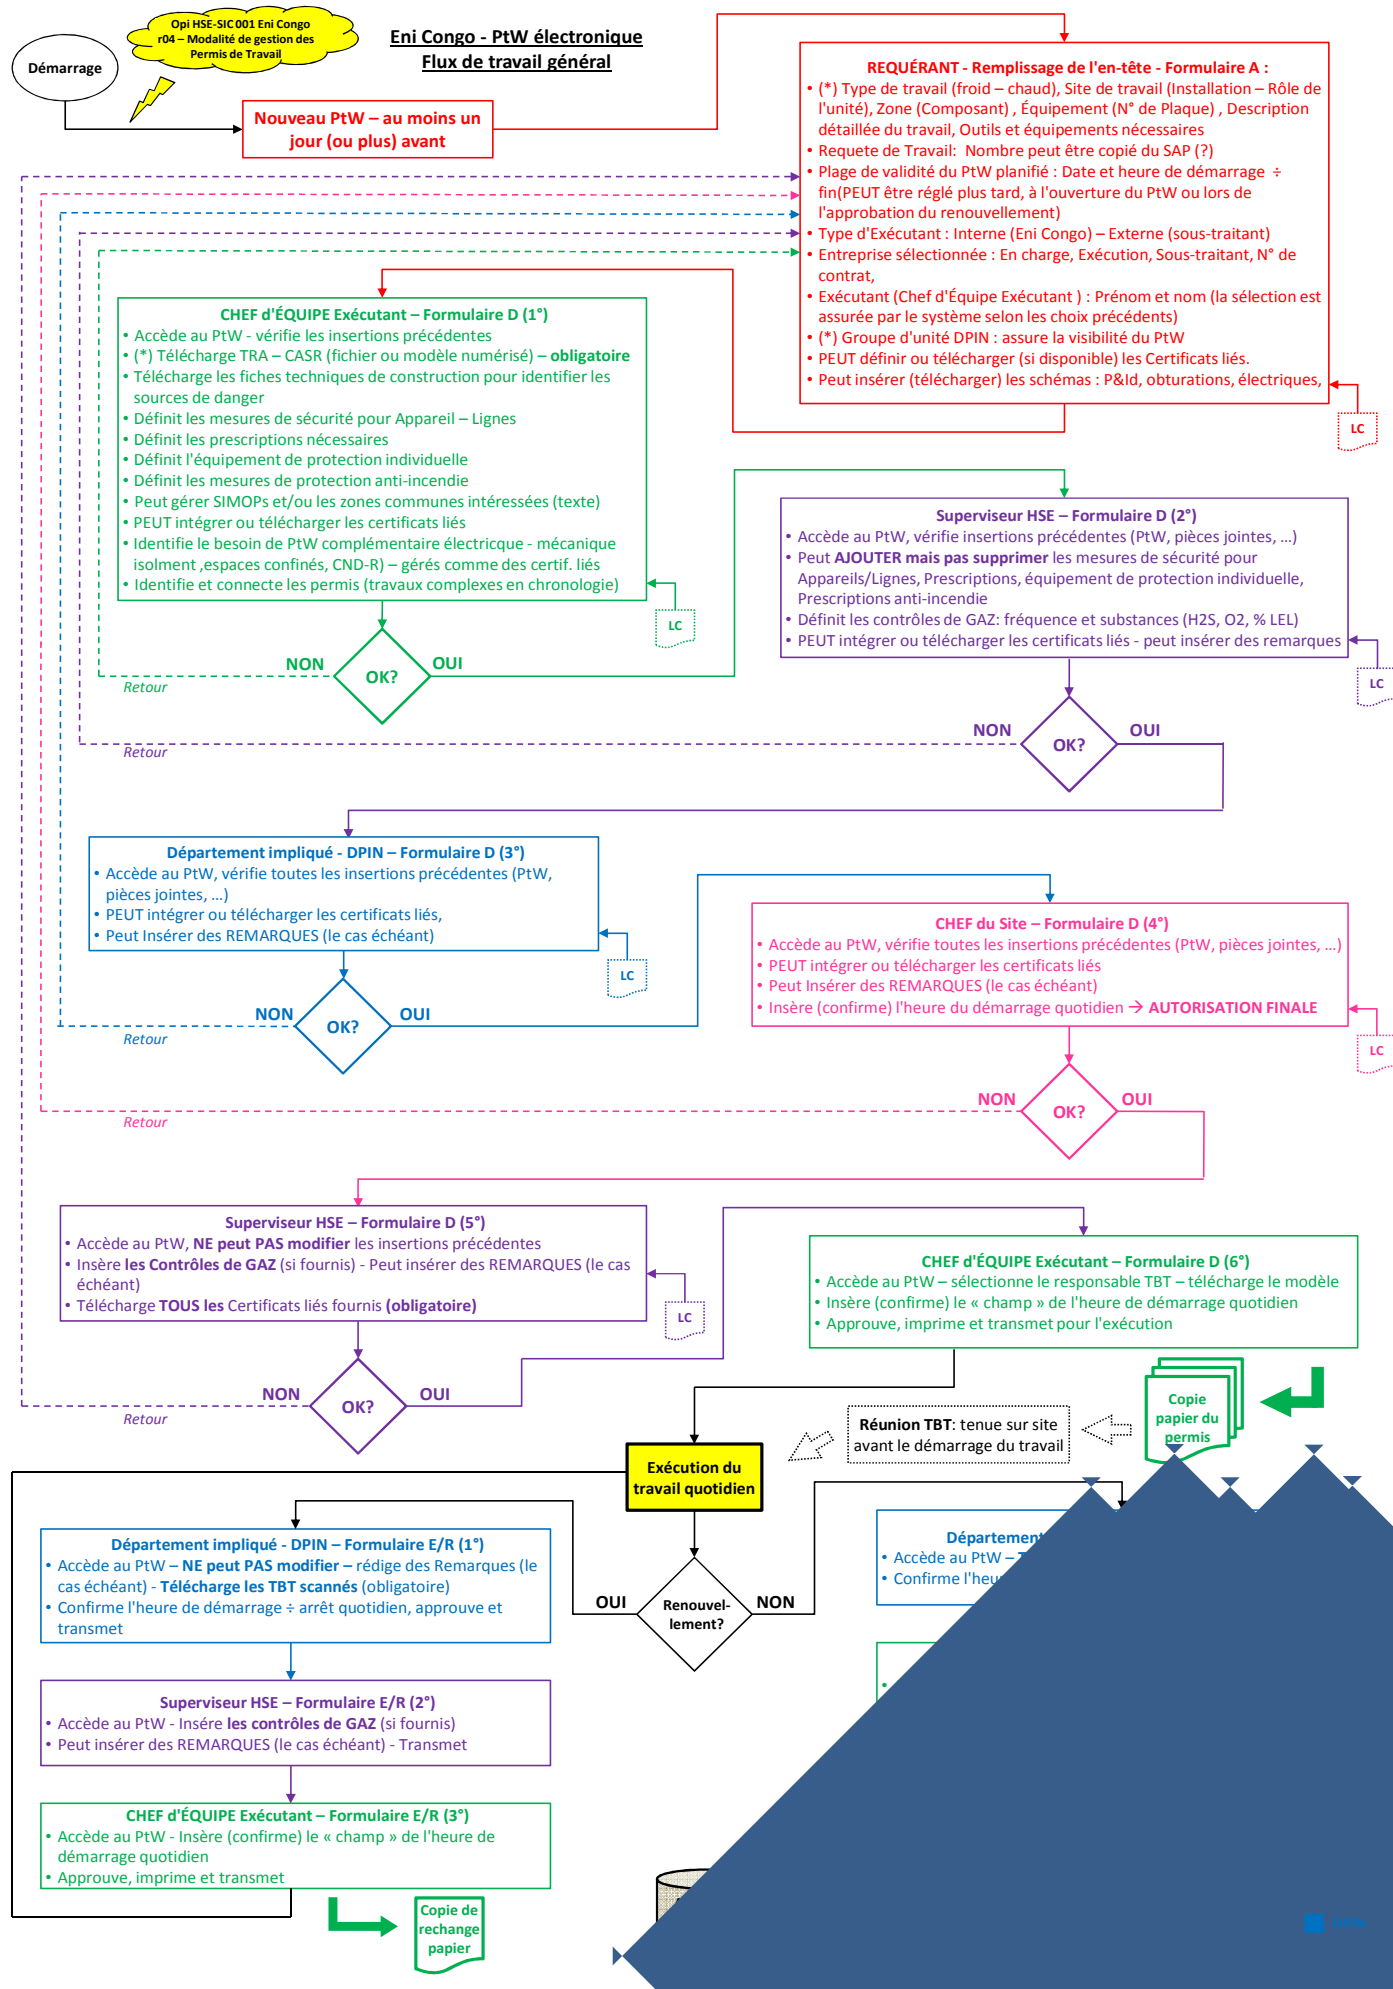 Opi HSE-SIC 001 Eni Congo
r04 – Modalité de gestion des
Permis de Travail
Démarrage
Eni Congo - PtW électronique
Flux de travail général
Nouveau PtW – au moins un
jour (ou plus) avant
REQUÉRANT - Remplissage de l'en-tête - Formulaire A :
• (*) Type de travail (froid – chaud), Site de travail (Installation – Rôle de
l'unité), Zone (Composant) , Équipement (N° de Plaque) , Description
détaillée du travail, Outils et équipements nécessaires
• Requete de Travail: Nombre peut être copié du SAP (?)
• Plage de validité du PtW planifié : Date et heure de démarrage ÷
fin(PEUT être réglé plus tard, à l'ouverture du PtW ou lors de
l'approbation du renouvellement)
• Type d'Exécutant : Interne (Eni Congo) – Externe (sous-traitant)
• Entreprise sélectionnée : En charge, Exécution, Sous-traitant, N° de
contrat,
• Exécutant (Chef d'Équipe Exécutant ) : Prénom et nom (la sélection est
assurée par le système selon les choix précédents)
• (*) Groupe d'unité DPIN : assure la visibilité du PtW
• PEUT définir ou télécharger (si disponible) les Certificats liés.
• Peut insérer (télécharger) les schémas : P&Id, obturations, électriques,
LC
CHEF d'ÉQUIPE Exécutant – Formulaire D (1°)
• Accède au PtW - vérifie les insertions précédentes
• (*) Télécharge TRA – CASR (fichier ou modèle numérisé) – obligatoire
• Télécharge les fiches techniques de construction pour identifier les
sources de danger
• Définit les mesures de sécurité pour Appareil – Lignes
• Définit les prescriptions nécessaires
• Définit l'équipement de protection individuelle
• Définit les mesures de protection anti-incendie
• Peut gérer SIMOPs et/ou les zones communes intéressées (texte)
• PEUT intégrer ou télécharger les certificats liés
• Identifie le besoin de PtW complémentaire électricque - mécanique
isolment ,espaces confinés, CND-R) – gérés comme des certif. liés
• Identifie et connecte les permis (travaux complexes en chronologie)
LC
NON
OK?
OUI
Retour
Superviseur HSE – Formulaire D (2°)
• Accède au PtW, vérifie insertions précédentes (PtW, pièces jointes, ...)
• Peut AJOUTER mais pas supprimer les mesures de sécurité pour
Appareils/Lignes, Prescriptions, équipement de protection individuelle,
Prescriptions anti-incendie
• Définit les contrôles de GAZ: fréquence et substances (H2S, O2, % LEL)
• PEUT intégrer ou télécharger les certificats liés - peut insérer des remarques
LC
NON
OK?
OUI
Retour
Département impliqué - DPIN – Formulaire D (3°)
• Accède au PtW, vérifie toutes les insertions précédentes (PtW,
pièces jointes, ...)
• PEUT intégrer ou télécharger les certificats liés,
• Peut Insérer des REMARQUES (le cas échéant)
LC
NON
OK?
OUI
Retour
CHEF du Site – Formulaire D (4°)
• Accède au PtW, vérifie toutes les insertions précédentes (PtW, pièces jointes, ...)
• PEUT intégrer ou télécharger les certificats liés
• Peut Insérer des REMARQUES (le cas échéant)
• Insère (confirme) l'heure du démarrage quotidien → AUTORISATION FINALE
LC
NON
OK?
OUI
Retour
Superviseur HSE – Formulaire D (5°)
• Accède au PtW, NE peut PAS modifier les insertions précédentes
• Insère les Contrôles de GAZ (si fournis) - Peut insérer des REMARQUES (le cas
échéant)
• Télécharge TOUS les Certificats liés fournis (obligatoire)
LC
NON
OK?
OUI
Retour
CHEF d'ÉQUIPE Exécutant – Formulaire D (6°)
• Accède au PtW – sélectionne le responsable TBT – télécharge le modèle
• Insère (confirme) le « champ » de l'heure de démarrage quotidien
• Approuve, imprime et transmet pour l'exécution
Copie
papier du
permis
Réunion TBT: tenue sur site
avant le démarrage du travail
Exécution du
travail quotidien
OUI
Renouvel-
lement?
NON
Département impliqué - DPIN – Formulaire E/R (1°)
• Accède au PtW – NE peut PAS modifier – rédige des Remarques (le
cas échéant) - Télécharge les TBT scannés (obligatoire)
• Confirme l'heure de démarrage ÷ arrêt quotidien, approuve et
transmet
Département
• Accède au PtW –
• Confirme l'heu
•
Superviseur HSE – Formulaire E/R (2°)
• Accède au PtW - Insére les contrôles de GAZ (si fournis)
• Peut insérer des REMARQUES (le cas échéant) - Transmet
CHEF d'ÉQUIPE Exécutant – Formulaire E/R (3°)
• Accède au PtW - Insère (confirme) le « champ » de l'heure de
démarrage quotidien
• Approuve, imprime et transmet
Copie de
rechange
papier